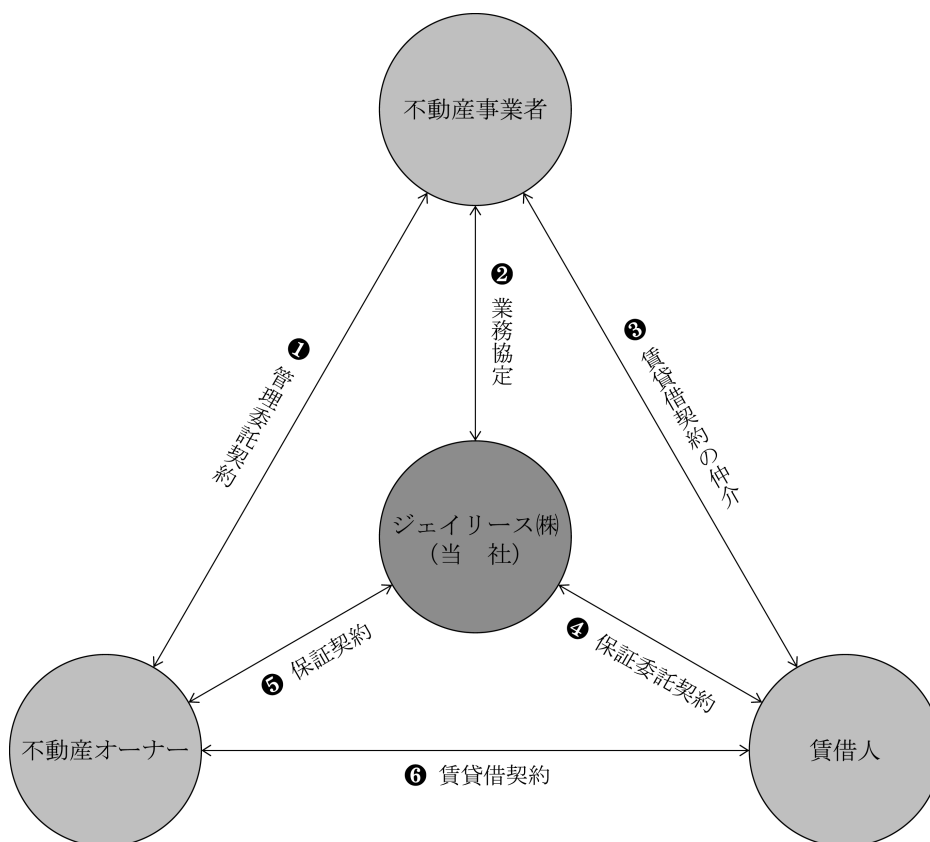 不動産事業者
❶ 管理委託契約
❷ 業務協定
❸ 賃貸借契約の仲介
ジェイリース㈱
(当 社)
❹ 保証委託契約
❺ 保証契約
不動産オーナー
賃借人
❻ 賃貸借契約